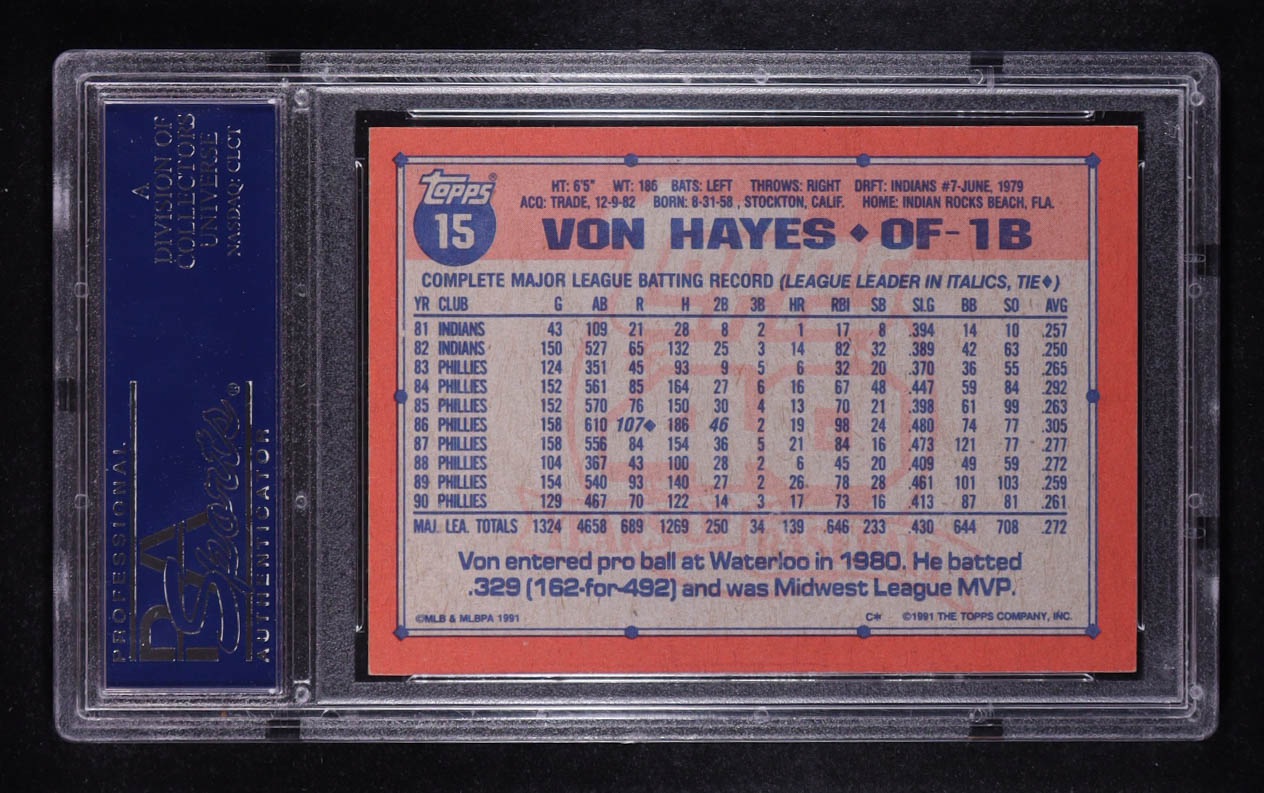 A
DIVISION OF
COLLECTORS
UNIVERSE
NASDAQ: CLCT
PROFESSIONAL
PSA
Sports®
AUTHENTICATOR
TOPPS®
15
HT: 6'5" WT: 186 BATS: LEFT THROWS: RIGHT DRFT: INDIANS #7-JUNE, 1979
ACQ: TRADE, 12-9-82 BORN: 8-31-58 , STOCKTON, CALIF. HOME: INDIAN ROCKS BEACH, FLA.
VON HAYES ◆ OF-1B
COMPLETE MAJOR LEAGUE BATTING RECORD (LEAGUE LEADER IN ITALICS, TIE◆)
YR CLUB G AB R H 2B 3B HR RBI SB SLG BB SO AVG
81 INDIANS 43 109 21 28 8 2 1 17 8 .394 14 10 .257
82 INDIANS 150 527 65 132 25 3 14 82 32 .389 42 63 .250
83 PHILLIES 124 351 45 93 9 5 6 32 20 .370 36 55 .265
84 PHILLIES 152 561 85 164 27 6 16 67 48 .447 59 84 .292
85 PHILLIES 152 570 76 150 30 4 13 70 21 .398 61 99 .263
86 PHILLIES 158 610 107◆ 186 46 2 19 98 24 .480 74 77 .305
87 PHILLIES 158 556 84 154 36 5 21 84 16 .473 121 77 .277
88 PHILLIES 104 367 43 100 28 2 6 45 20 .409 49 59 .272
89 PHILLIES 154 540 93 140 27 2 26 78 28 .461 101 103 .259
90 PHILLIES 129 467 70 122 14 3 17 73 16 .413 87 81 .261
MAJ. LEA. TOTALS 1324 4658 689 1269 250 34 139 .646 233 .430 644 708 .272
Von entered pro ball at Waterloo in 1980. He batted
.329 (162-for-492) and was Midwest League MVP.
©MLB & MLBPA 1991 C* ©1991 THE TOPPS COMPANY, INC.